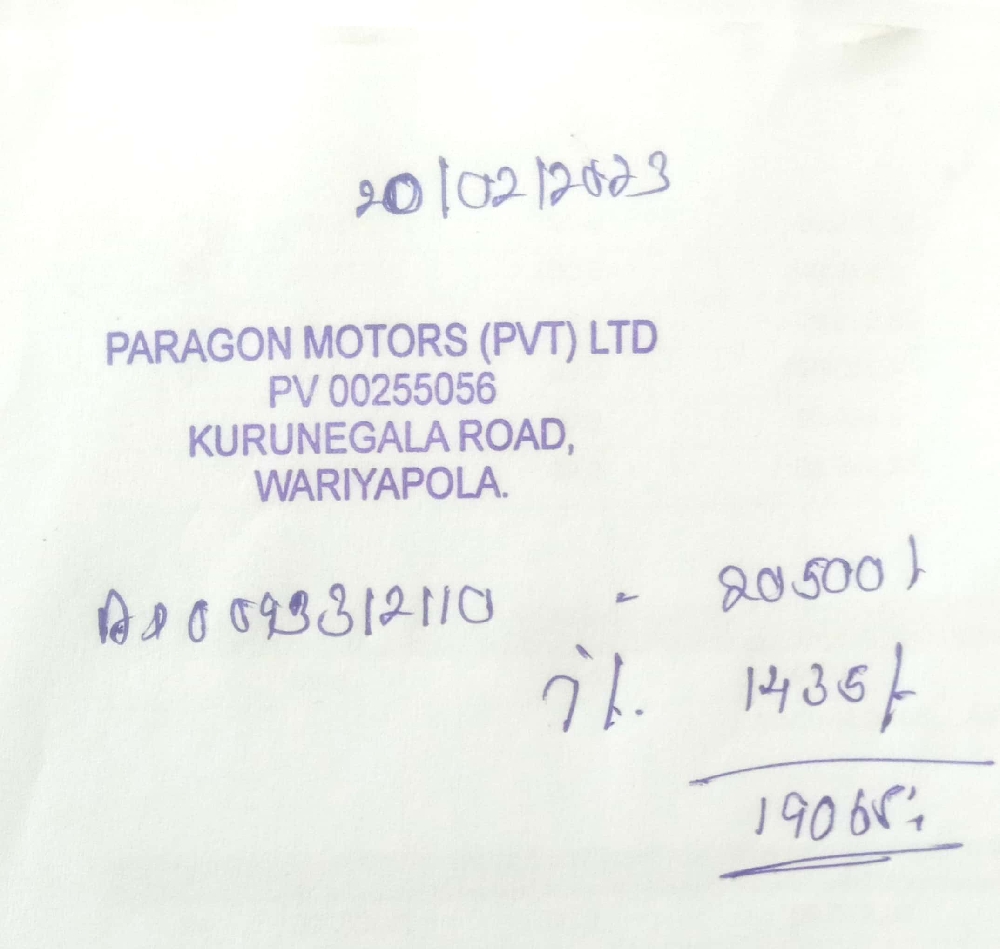 20/02/2023
PARAGON MOTORS (PVT) LTD
PV 00255056
KURUNEGALA ROAD,
WARIYAPOLA.
- 20500/-
7%. 1435/-
19065/-